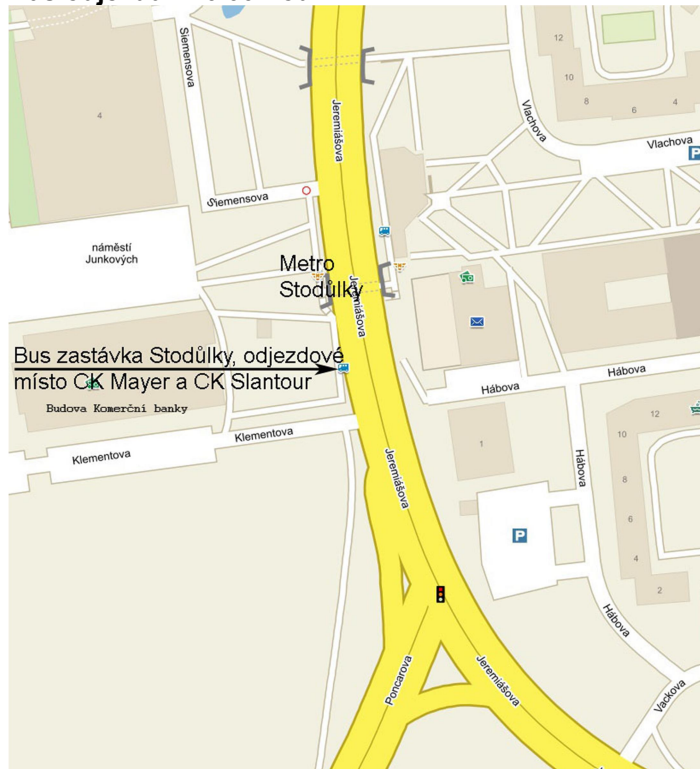 Siemensova
12
10
8
6
4
4
Jeremiášova
Vlachova
Vlachova
P
Siemensova
náměstí
Junkových
Metro
Stodůlky
Jeremiášova
Bus zastávka Stodůlky, odjezdové
místo CK Mayer a CK Slantour
Budova Komerční banky
Hábova
Hábova
Klementova
Klementova
1
12
10
8
6
4
2
Jeremiášova
Hábova
P
Hábova
Poncarova
Jeremiášova
Vackova